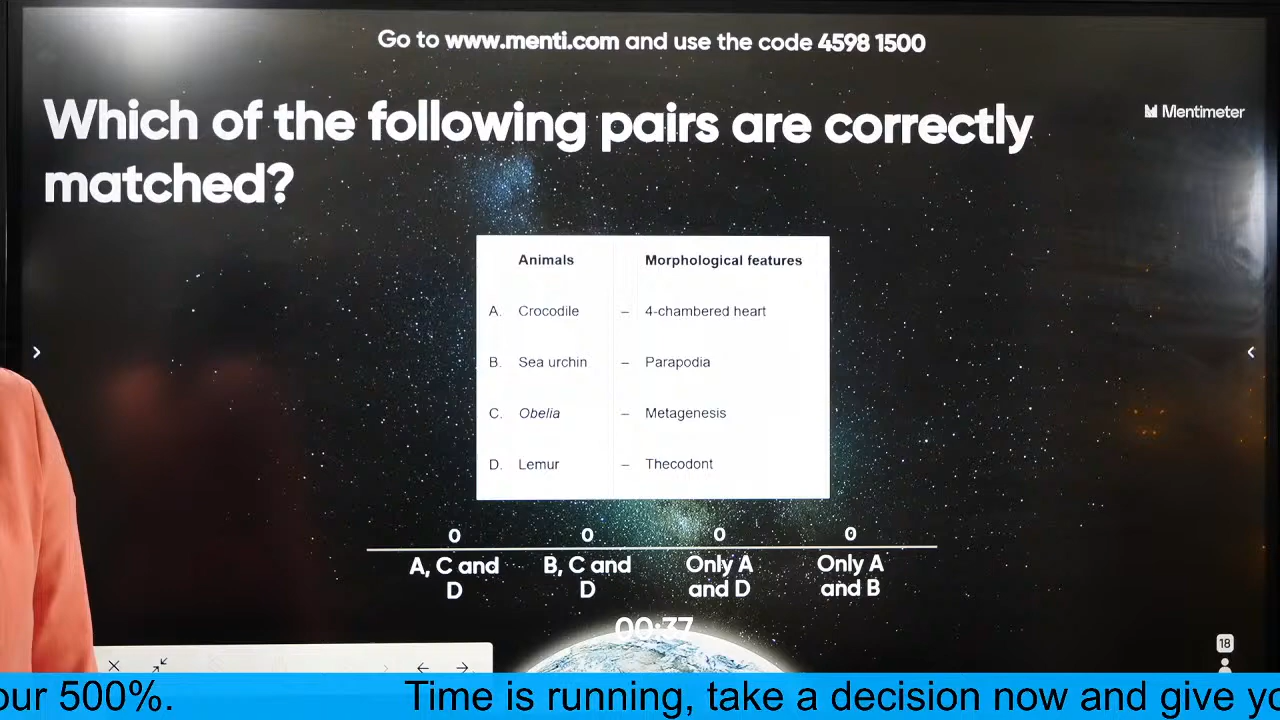 Go to www.menti.com and use the code 4598 1500
Which of the following pairs are correctly
matched?
Mentimeter
Animals Morphological features
A. Crocodile – 4-chambered heart
B. Sea urchin – Parapodia
C. Obelia – Metagenesis
D. Lemur – Thecodont
0 0 0 0
A, C and D
B, C and D
Only A and D
Only A and B
00:37
18
our 500%. Time is running, take a decision now and give yo